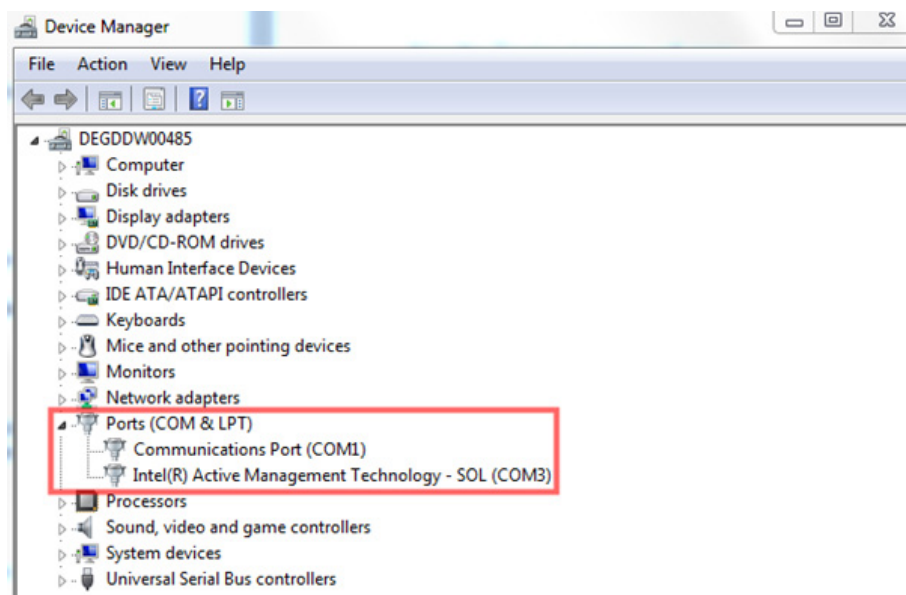 Device Manager
File Action View Help
DEGDDW00485
Computer
Disk drives
Display adapters
DVD/CD-ROM drives
Human Interface Devices
IDE ATA/ATAPI controllers
Keyboards
Mice and other pointing devices
Monitors
Network adapters
Ports (COM & LPT)
Communications Port (COM1)
Intel(R) Active Management Technology - SOL (COM3)
Processors
Sound, video and game controllers
System devices
Universal Serial Bus controllers